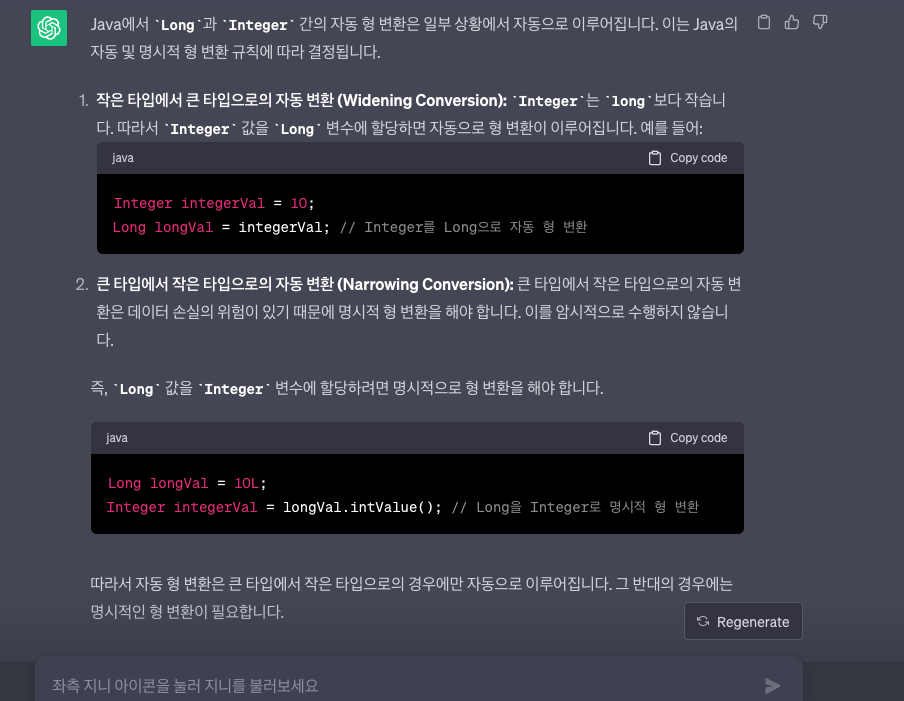 Java에서 `Long`과 `Integer` 간의 자동 형 변환은 일부 상황에서 자동으로 이루어집니다. 이는 Java의
자동 및 명시적 형 변환 규칙에 따라 결정됩니다.
1. 작은 타입에서 큰 타입으로의 자동 변환 (Widening Conversion): `Integer`는 `long`보다 작습니
다. 따라서 `Integer` 값을 `Long` 변수에 할당하면 자동으로 형 변환이 이루어집니다. 예를 들어:
java Copy code
Integer integerVal = 10;
Long longVal = integerVal; // Integer를 Long으로 자동 형 변환
2. 큰 타입에서 작은 타입으로의 자동 변환 (Narrowing Conversion): 큰 타입에서 작은 타입으로의 자동 변
환은 데이터 손실의 위험이 있기 때문에 명시적 형 변환을 해야 합니다. 이를 암시적으로 수행하지 않습니
다.
즉, `Long` 값을 `Integer` 변수에 할당하려면 명시적으로 형 변환을 해야 합니다.
java Copy code
Long longVal = 10L;
Integer integerVal = longVal.intValue(); // Long을 Integer로 명시적 형 변환
따라서 자동 형 변환은 큰 타입에서 작은 타입으로의 경우에만 자동으로 이루어집니다. 그 반대의 경우에는
명시적인 형 변환이 필요합니다.
Regenerate
좌측 지니 아이콘을 눌러 지니를 불러보세요